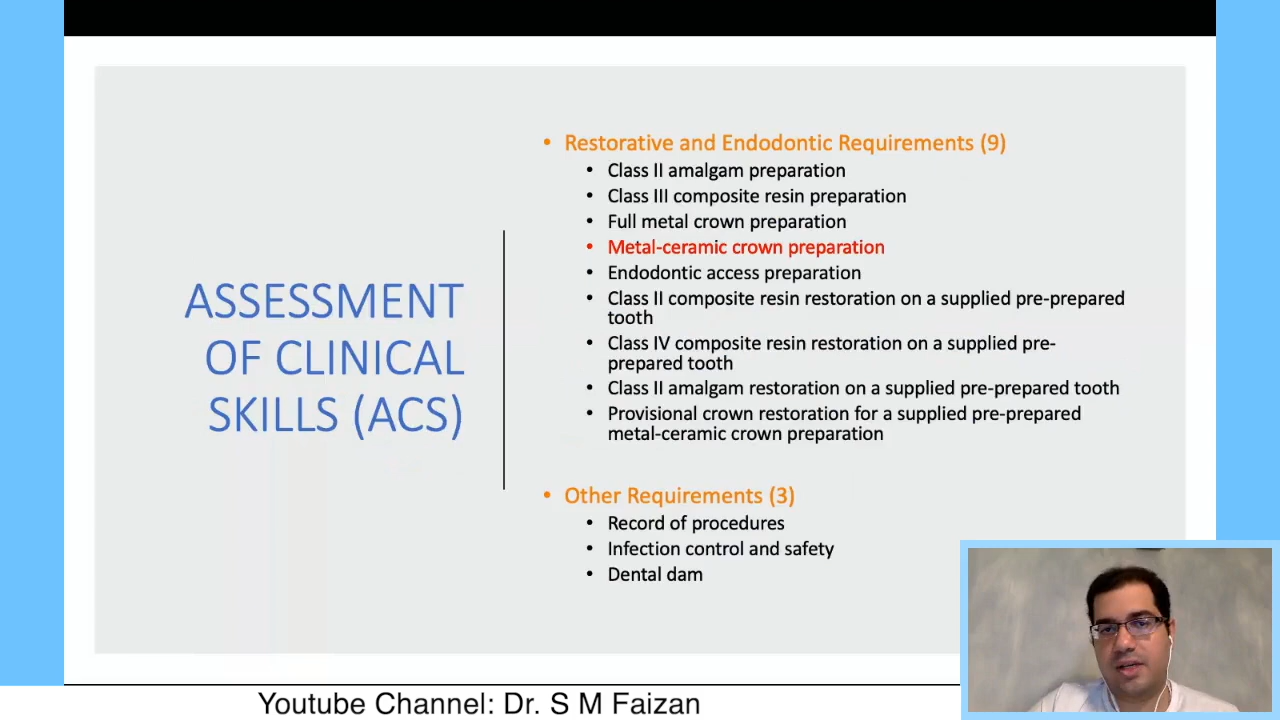 ASSESSMENT
OF CLINICAL
SKILLS (ACS)
• Restorative and Endodontic Requirements (9)
• Class II amalgam preparation
• Class III composite resin preparation
• Full metal crown preparation
• Metal-ceramic crown preparation
• Endodontic access preparation
• Class II composite resin restoration on a supplied pre-prepared
tooth
• Class IV composite resin restoration on a supplied pre-
prepared tooth
• Class II amalgam restoration on a supplied pre-prepared tooth
• Provisional crown restoration for a supplied pre-prepared
metal-ceramic crown preparation
• Other Requirements (3)
• Record of procedures
• Infection control and safety
• Dental dam
Youtube Channel: Dr. S M Faizan